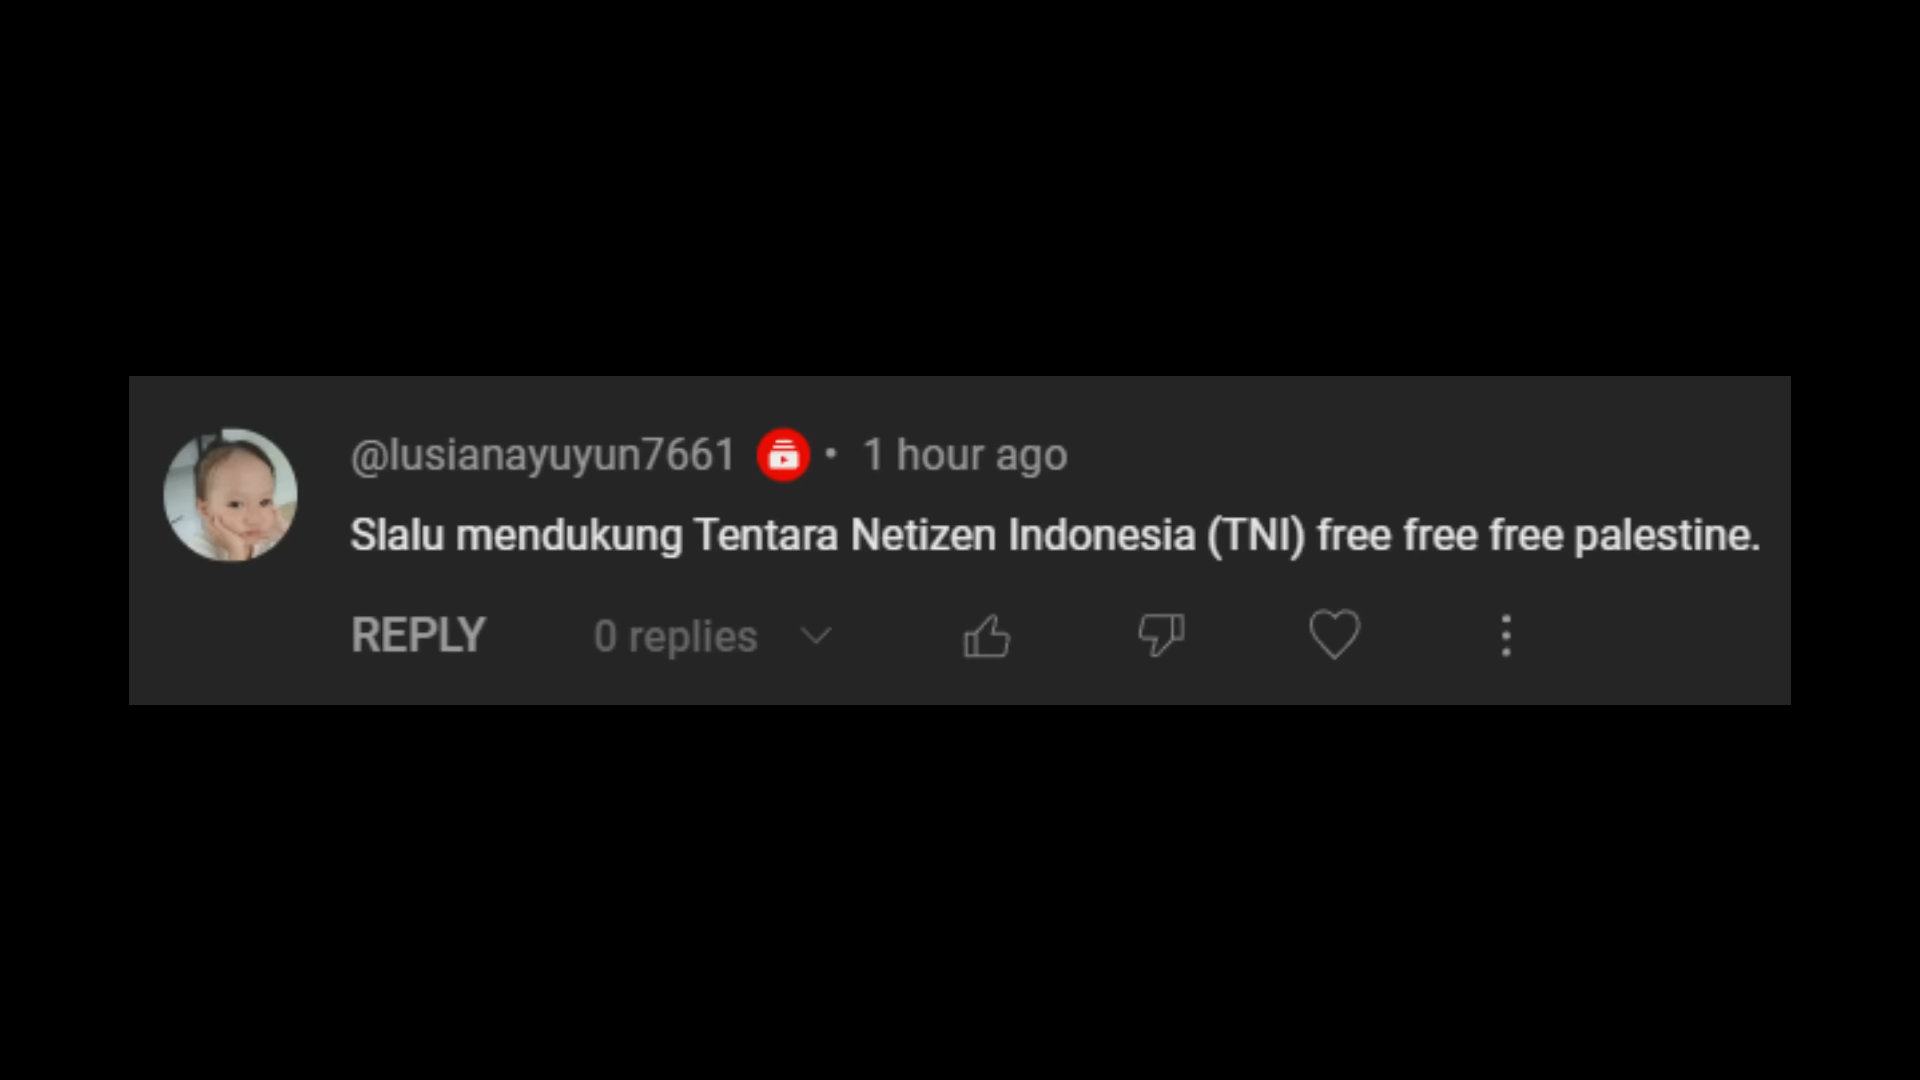 @lusianayuyun7661 • 1 hour ago
Slalu mendukung Tentara Netizen Indonesia (TNI) free free free palestine.
REPLY 0 replies